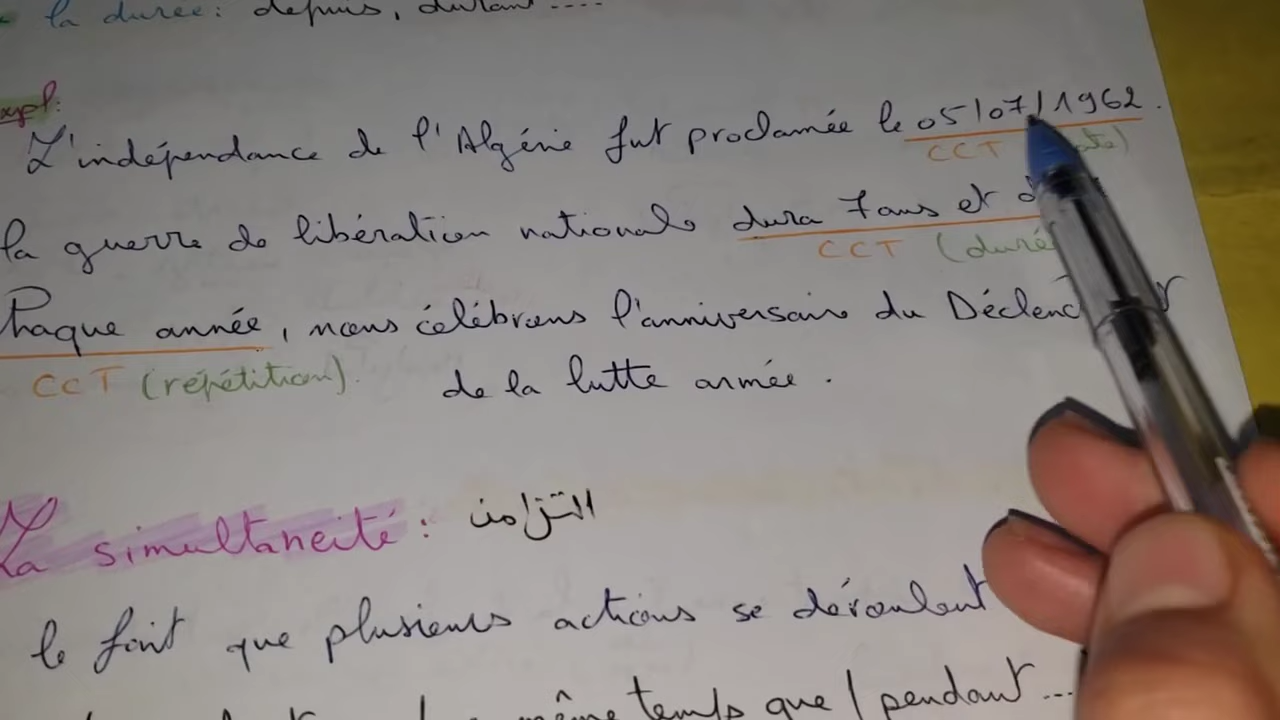 la durée: depuis, durant ....
expl:
L'indépendance de l'Algérie fut proclamée le 05/07/1962.
CCT
la guerre de libération nationale dura 7 ans et
CCT (duré
Chaque année, nous célébrons l'anniversaire du Déclenc
CCT (répétition).
de la lutte armée.
La simultaneité: التزامن
le fait que plusieurs actions se déroulent
même temps que / pendant ...